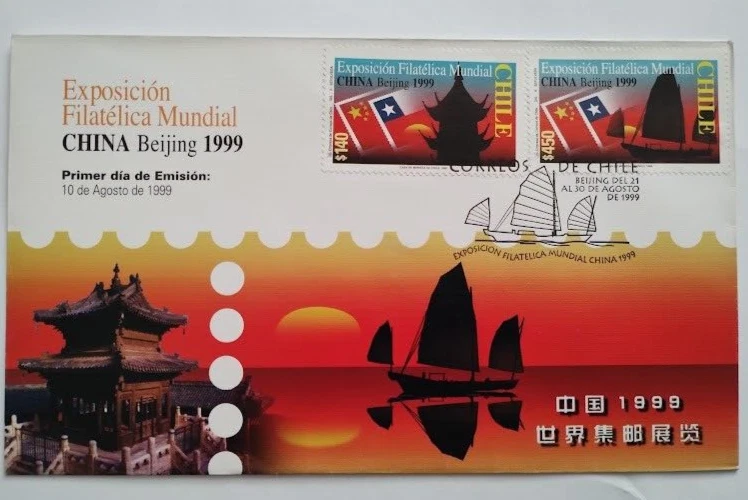 Exposición
Filatélica Mundial
CHINA Beijing 1999
Primer día de Emisión:
10 de Agosto de 1999
Exposición Filatélica Mundial
CHINA Beijing 1999
CHILE
$140
Exposición Filatélica Mundial
CHINA Beijing 1999
CHILE
$450
CORREOS DE CHILE
BEIJING DEL 21
AL 30 DE AGOSTO
DE 1999
EXPOSICION FILATELICA MUNDIAL CHINA 1999
中国 1999
世界集邮展览